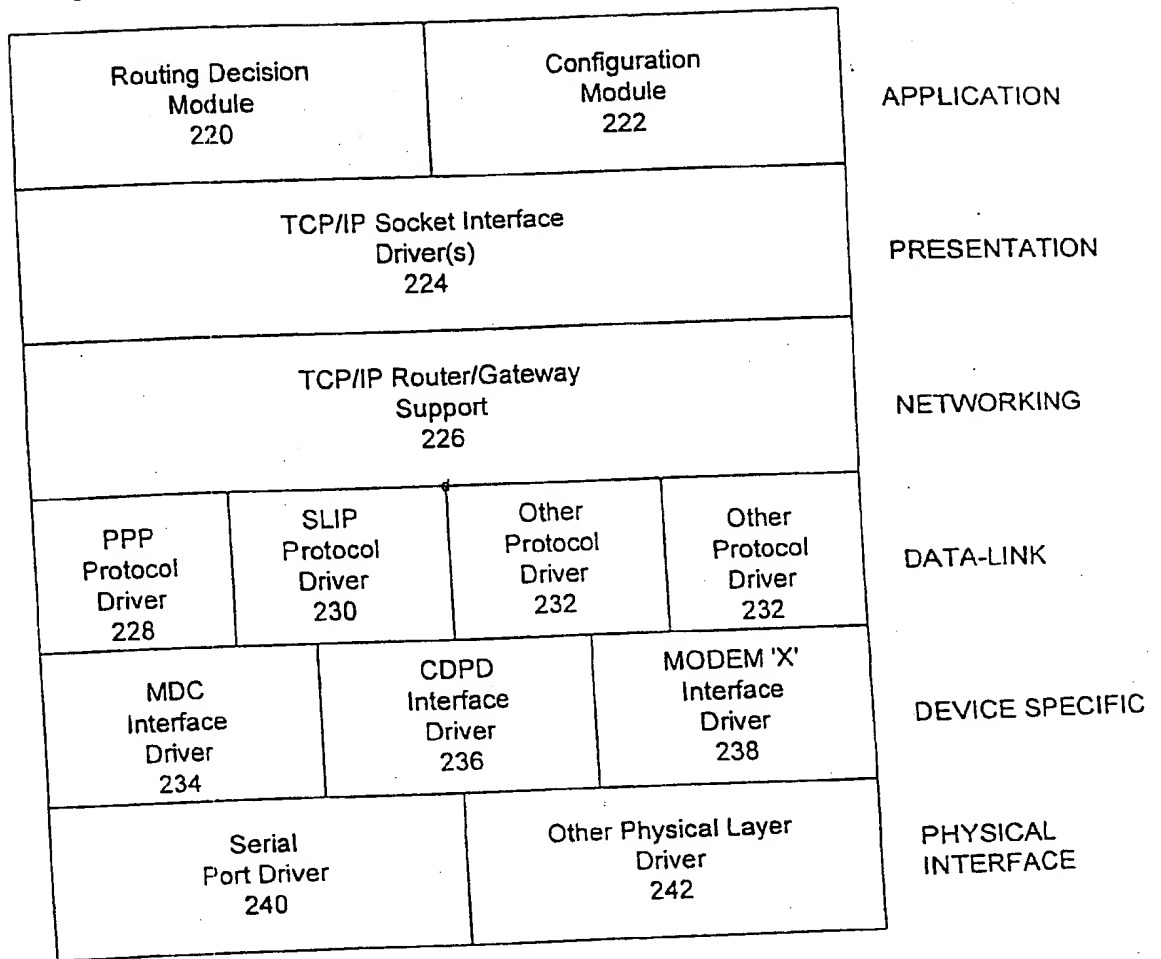 Routing Decision
Module
220
Configuration
Module
222
APPLICATION
TCP/IP Socket Interface
Driver(s)
224
PRESENTATION
TCP/IP Router/Gateway
Support
226
NETWORKING
PPP
Protocol
Driver
228
SLIP
Protocol
Driver
230
Other
Protocol
Driver
232
Other
Protocol
Driver
232
DATA-LINK
MDC
Interface
Driver
234
CDPD
Interface
Driver
236
MODEM 'X'
Interface
Driver
238
DEVICE SPECIFIC
Serial
Port Driver
240
Other Physical Layer
Driver
242
PHYSICAL
INTERFACE